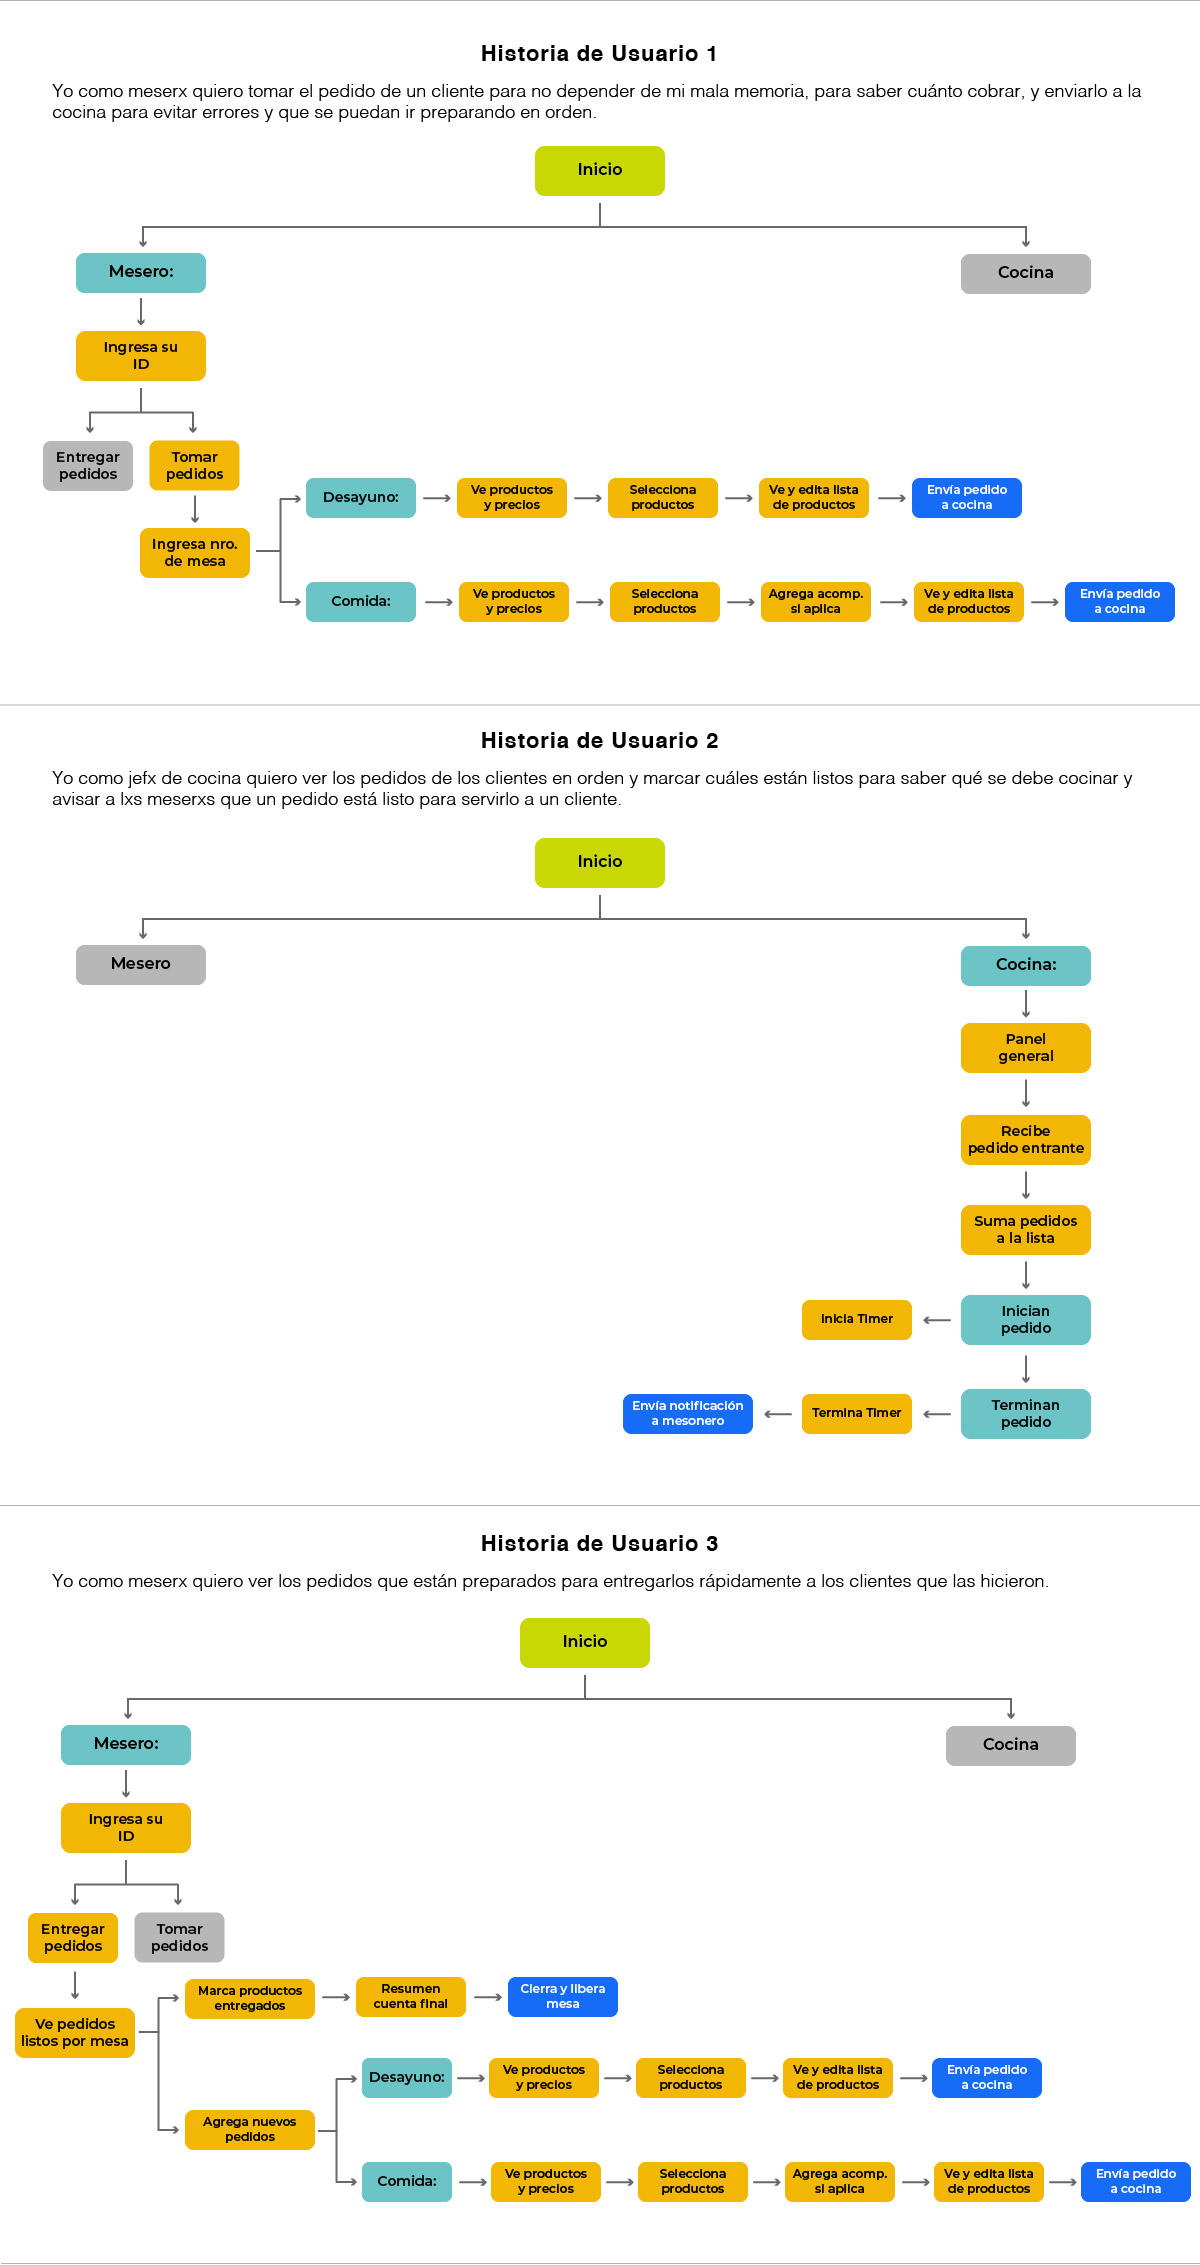 Historia de Usuario 1
Yo como meserx quiero tomar el pedido de un cliente para no depender de mi mala memoria, para saber cuánto cobrar, y enviarlo a la
cocina para evitar errores y que se puedan ir preparando en orden.
Inicio
Mesero:
Cocina
Ingresa su
ID
Entregar
pedidos
Tomar
pedidos
Ingresa nro.
de mesa
Desayuno:
Ve productos
y precios
Selecciona
productos
Ve y edita lista
de productos
Envía pedido
a cocina
Comida:
Ve productos
y precios
Selecciona
productos
Agrega acomp.
si aplica
Ve y edita lista
de productos
Envía pedido
a cocina
Historia de Usuario 2
Yo como jefx de cocina quiero ver los pedidos de los clientes en orden y marcar cuáles están listos para saber qué se debe cocinar y
avisar a lxs meserxs que un pedido está listo para servirlo a un cliente.
Inicio
Mesero
Cocina:
Panel
general
Recibe
pedido entrante
Suma pedidos
a la lista
Inician
pedido
Inicia Timer
Terminan
pedido
Termina Timer
Envía notificación
a mesonero
Historia de Usuario 3
Yo como meserx quiero ver los pedidos que están preparados para entregarlos rápidamente a los clientes que las hicieron.
Inicio
Mesero:
Cocina
Ingresa su
ID
Entregar
pedidos
Tomar
pedidos
Ve pedidos
listos por mesa
Marca productos
entregados
Resumen
cuenta final
Cierra y libera
mesa
Agrega nuevos
pedidos
Desayuno:
Ve productos
y precios
Selecciona
productos
Ve y edita lista
de productos
Envía pedido
a cocina
Comida:
Ve productos
y precios
Selecciona
productos
Agrega acomp.
si aplica
Ve y edita lista
de productos
Envía pedido
a cocina